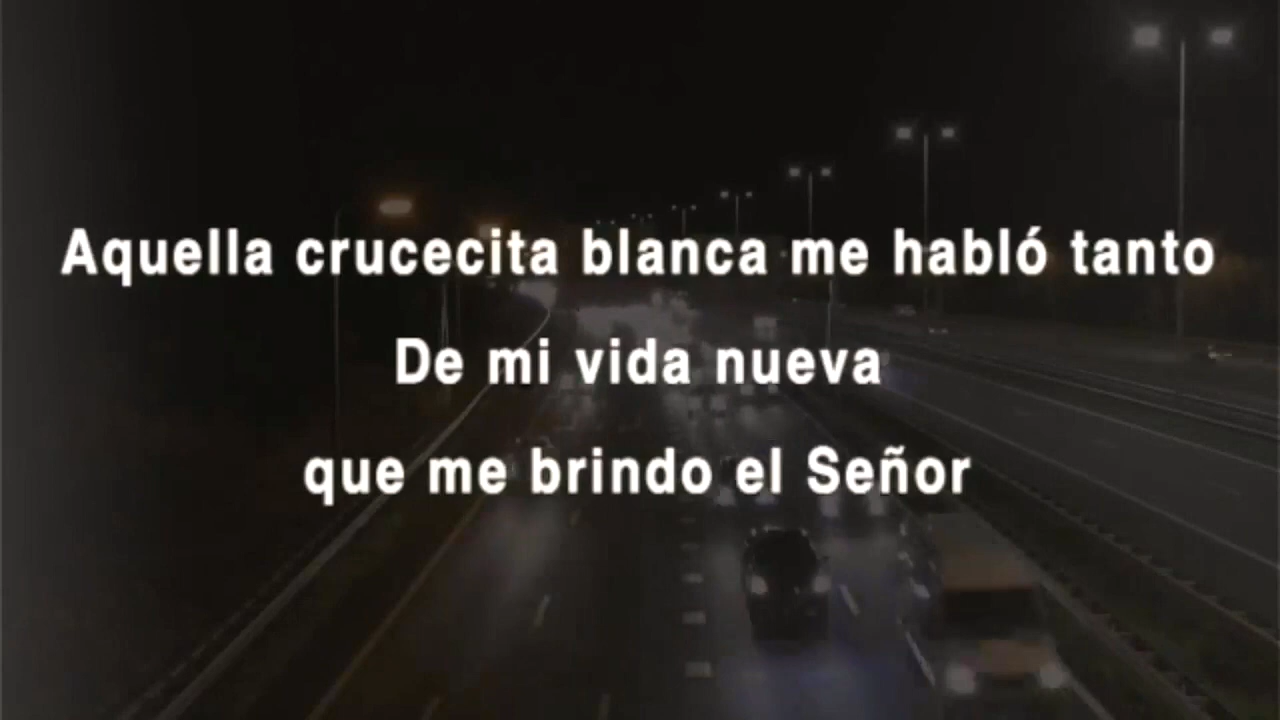 Aquella crucecita blanca me habló tanto
De mi vida nueva
que me brindo el Señor